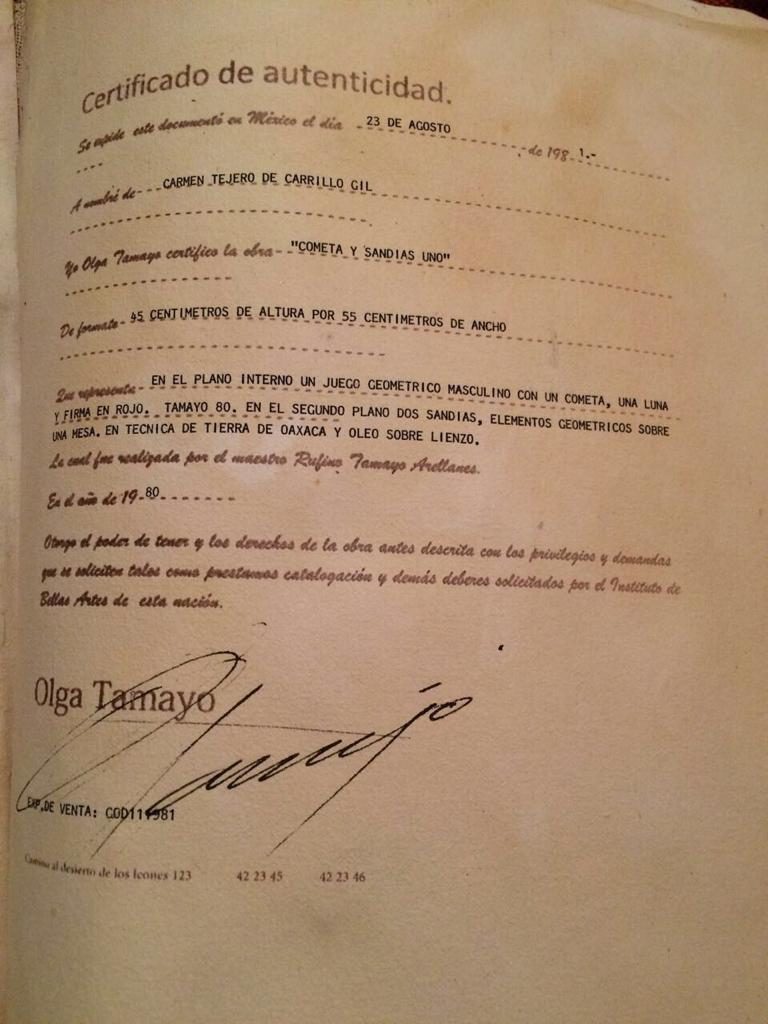 Certificado de autenticidad.
Se expide este documentó en México el día 23 DE AGOSTO de 198 1.-
A nombré de CARMEN TEJERO DE CARRILLO GIL
Yo Olga Tamayo certifico la obra "COMETA Y SANDIAS UNO"
De formato 45 CENTIMETROS DE ALTURA POR 55 CENTIMETROS DE ANCHO
Que representa EN EL PLANO INTERNO UN JUEGO GEOMETRICO MASCULINO CON UN COMETA, UNA LUNA
Y FIRMA EN ROJO. TAMAYO 80. EN EL SEGUNDO PLANO DOS SANDIAS, ELEMENTOS GEOMETRICOS SOBRE
UNA MESA. EN TECNICA DE TIERRA DE OAXACA Y OLEO SOBRE LIENZO.
La cual fue realizada por el maestro Rufino Tamayo Arellanes.
En el año de 19 80
Otorgo el poder de tener y los derechos de la obra antes descrita con los privilegios y demandas
que se soliciten tales como prestamos catalogación y demás deberes solicitados por el Instituto de
Bellas Artes de esta nación.
Olga Tamayo
EXP.DE VENTA: COD111981
Camino al desierto de los leones 123 42 23 45 42 23 46